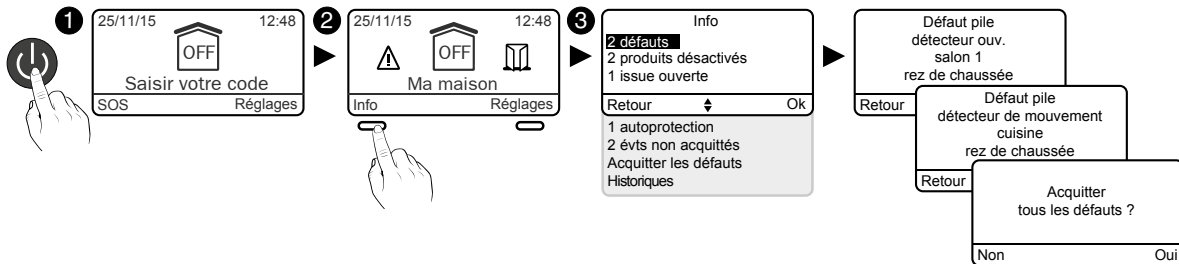 1
25/11/15 12:48
OFF
Saisir votre code
SOS Réglages
2
25/11/15 12:48
OFF
Ma maison
Info Réglages
3
Info
2 défauts
2 produits désactivés
1 issue ouverte
Retour Ok
1 autoprotection
2 évts non acquittés
Acquitter les défauts
Historiques
Défaut pile
détecteur ouv.
salon 1
rez de chaussée
Retour
Défaut pile
détecteur de mouvement
cuisine
rez de chaussée
Retour
Acquitter
tous les défauts ?
Non Oui